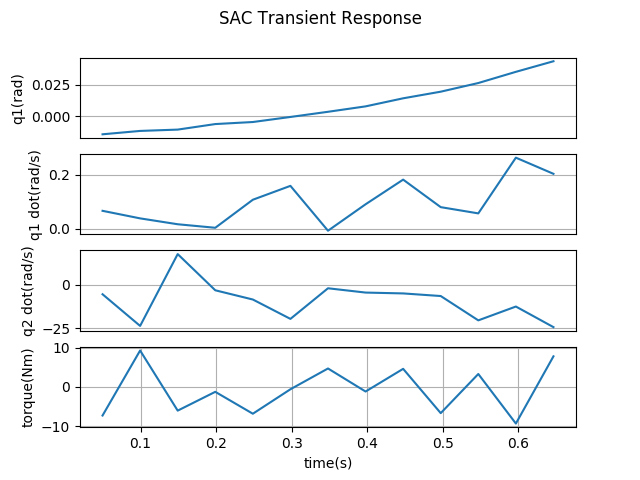 SAC Transient Response
q1(rad)
0.025
0.000
q1 dot(rad/s)
0.2
0.0
q2 dot(rad/s)
0
−25
torque(Nm)
10
0
−10
0.1 0.2 0.3 0.4 0.5 0.6
time(s)